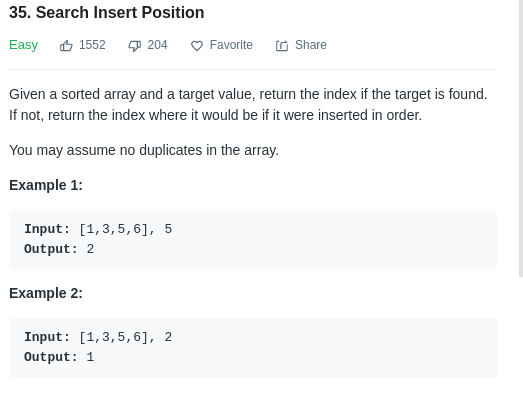 35. Search Insert Position
Easy 1552 204 Favorite Share
Given a sorted array and a target value, return the index if the target is found.
If not, return the index where it would be if it were inserted in order.
You may assume no duplicates in the array.
Example 1:
Input: [1,3,5,6], 5
Output: 2
Example 2:
Input: [1,3,5,6], 2
Output: 1